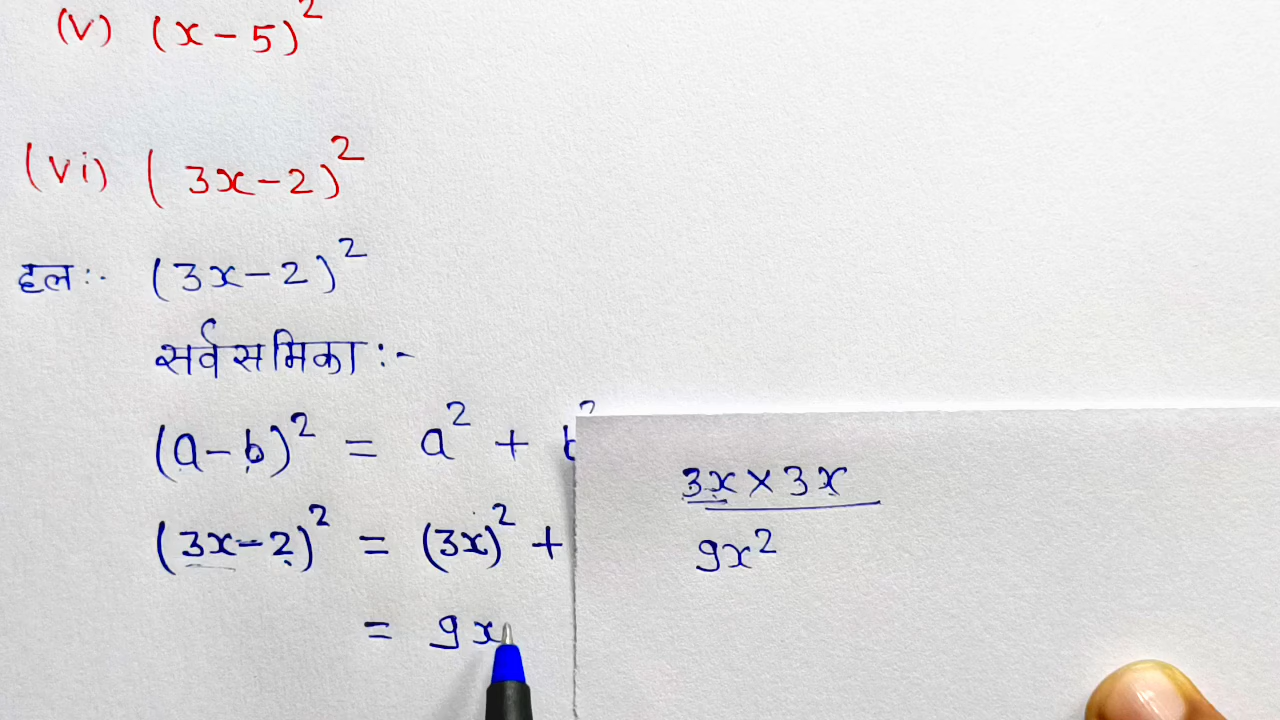 (v) (x-5)²
(vi) (3x-2)²
हल:- (3x-2)²
सर्वसमिका:-
(a-b)² = a² + b²
(3x-2)² = (3x)² +
= 9x
3x×3x
9x²